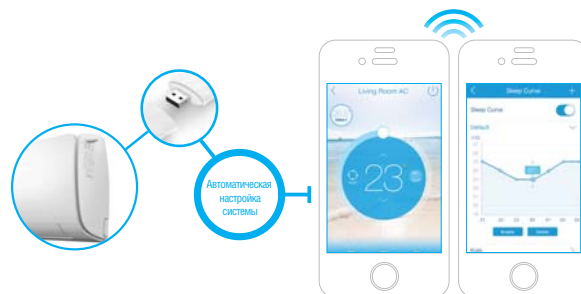 Автоматическая
настройка
системы
Living Room AC
23°
Sleep Curve
Sleep Curve
Default